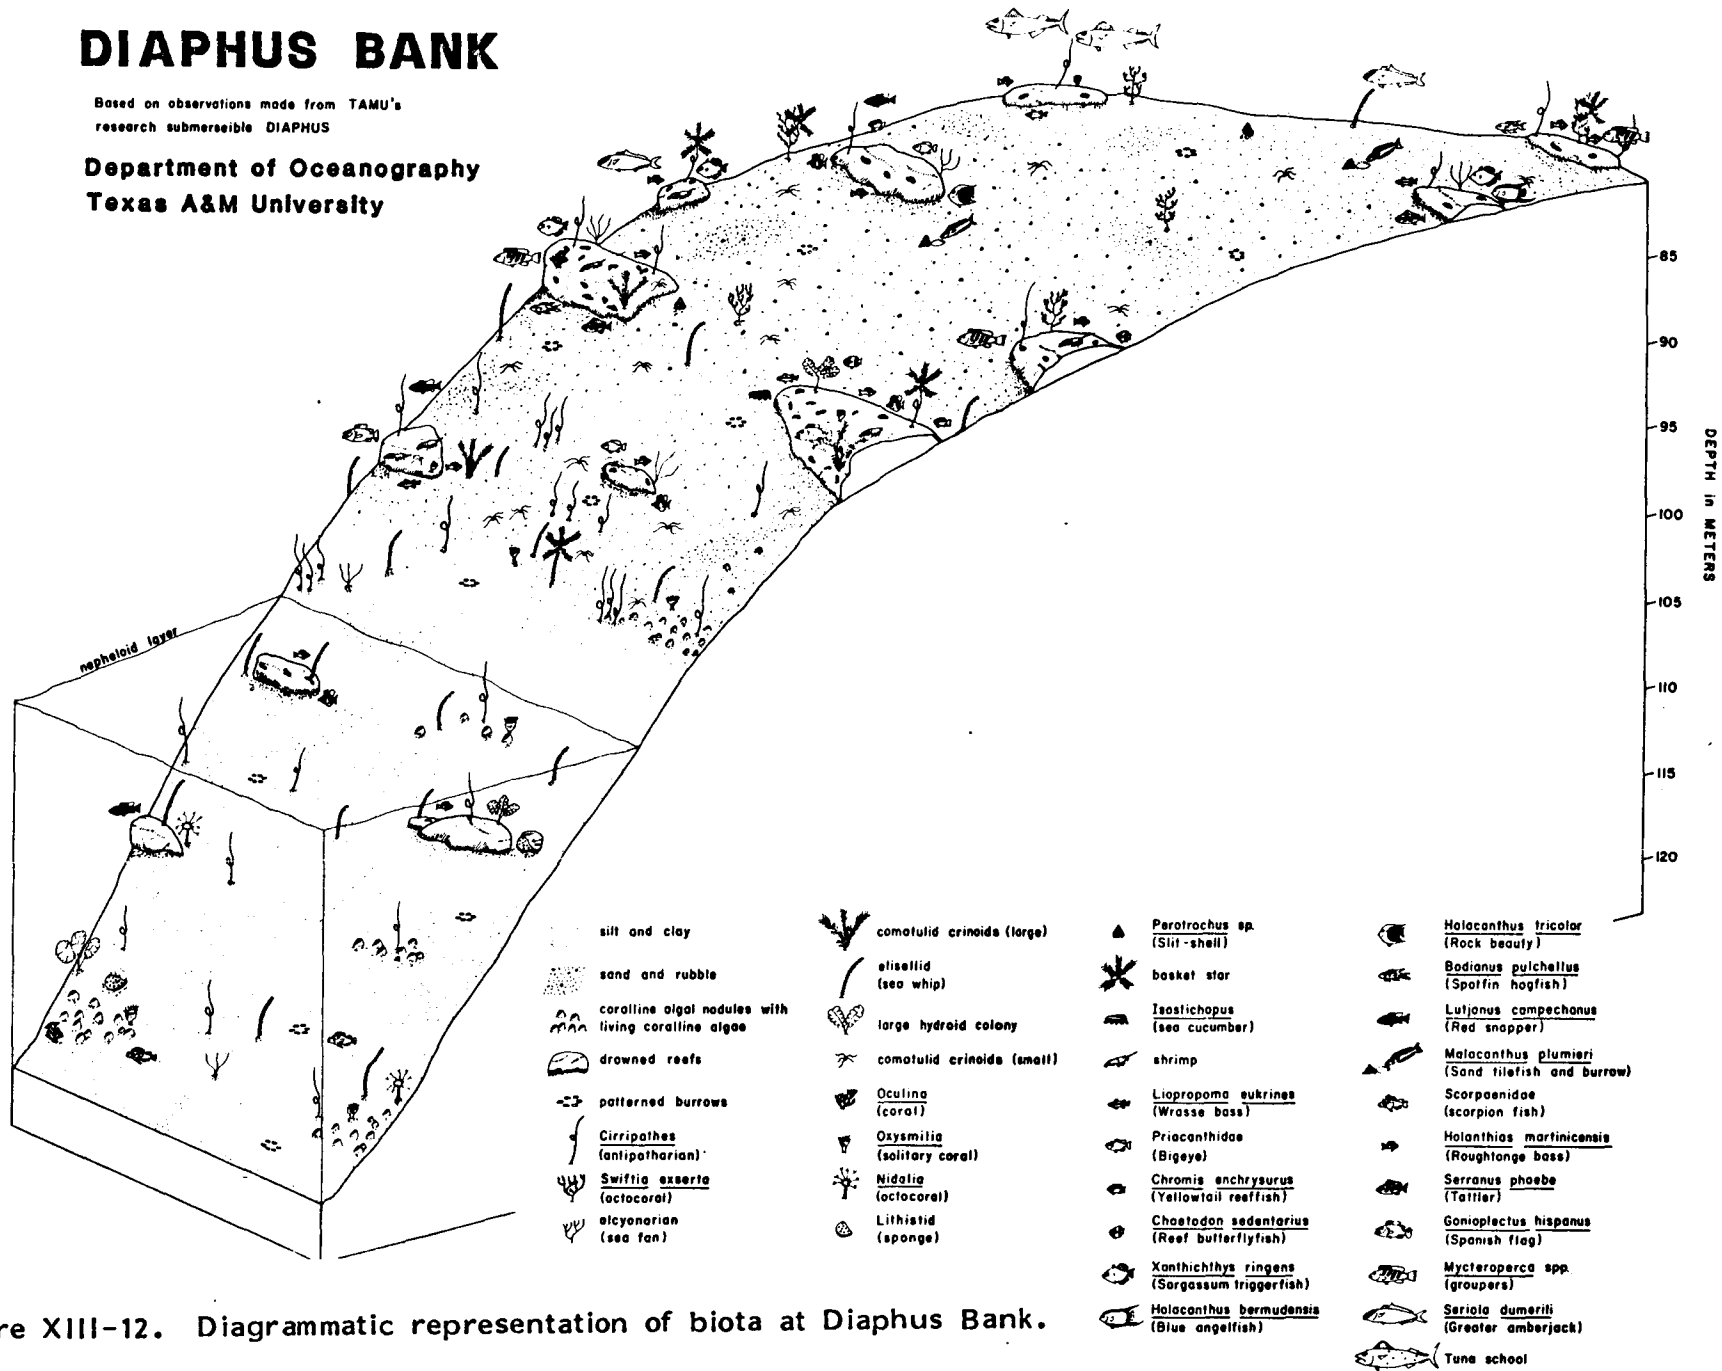 DIAPHUS BANK
Based on observations made from TAMU's
research submerseible DIAPHUS
Department of Oceanography
Texas A&M University
85
90
95
100
105
110
115
120
DEPTH in METERS
nepheloid layer
silt and clay
sand and rubble
coralline algal nodules with
living coralline algae
drowned reefs
patterned burrows
Cirripathes
(antipatharian)
Swiftia exserta
(octocoral)
alcyonarian
(sea fan)
comatulid crinoids (large)
elisellid
(sea whip)
large hydroid colony
comatulid crinoids (small)
Oculina
(coral)
Oxysmilia
(solitary coral)
Nidalia
(octocoral)
Lithistid
(sponge)
Perotrochus sp.
(Slit-shell)
basket star
Isostichopus
(sea cucumber)
shrimp
Liopropoma eukrines
(Wrasse bass)
Priacanthidae
(Bigeye)
Chromis enchrysurus
(Yellowtail reeffish)
Chaetodon sedentarius
(Reef butterflyfish)
Xanthichthys ringens
(Sargassum triggerfish)
Holacanthus bermudensis
(Blue angelfish)
Holacanthus tricolor
(Rock beauty)
Bodianus pulchellus
(Spotfin hogfish)
Lutjanus campechanus
(Red snapper)
Malacanthus plumieri
(Sand tilefish and burrow)
Scorpaenidae
(scorpion fish)
Holanthias martinicensis
(Roughtonge bass)
Serranus phoebe
(Tattler)
Gonioplectus hispanus
(Spanish flag)
Mycteroperca spp.
(groupers)
Seriola dumerili
(Greater amberjack)
Tuna school
re XIII-12. Diagrammatic representation of biota at Diaphus Bank.